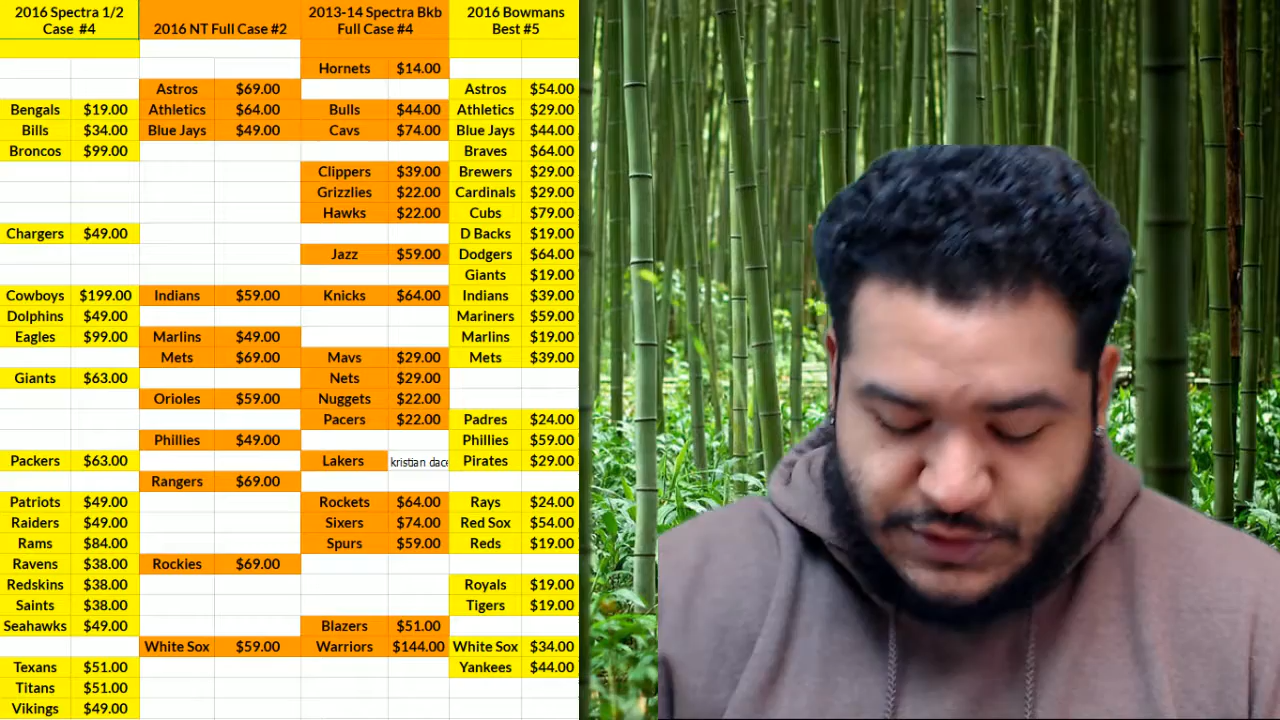 2016 Spectra 1/2 Case #4
2016 NT Full Case #2
2013-14 Spectra Bkb Full Case #4
2016 Bowmans Best #5
Hornets $14.00
Astros $69.00 Astros $54.00
Bengals $19.00 Athletics $64.00 Bulls $44.00 Athletics $29.00
Bills $34.00 Blue Jays $49.00 Cavs $74.00 Blue Jays $44.00
Broncos $99.00 Braves $64.00
Clippers $39.00 Brewers $29.00
Grizzlies $22.00 Cardinals $29.00
Hawks $22.00 Cubs $79.00
Chargers $49.00 D Backs $19.00
Jazz $59.00 Dodgers $64.00
Giants $19.00
Cowboys $199.00 Indians $59.00 Knicks $64.00 Indians $39.00
Dolphins $49.00 Mariners $59.00
Eagles $99.00 Marlins $49.00 Marlins $19.00
Mets $69.00 Mavs $29.00 Mets $39.00
Giants $63.00 Nets $29.00
Orioles $59.00 Nuggets $22.00
Pacers $22.00 Padres $24.00
Phillies $49.00 Phillies $59.00
Packers $63.00 Lakers kristian dace Pirates $29.00
Rangers $69.00
Patriots $49.00 Rockets $64.00 Rays $24.00
Raiders $49.00 Sixers $74.00 Red Sox $54.00
Rams $84.00 Spurs $59.00 Reds $19.00
Ravens $38.00 Rockies $69.00
Redskins $38.00 Royals $19.00
Saints $38.00 Tigers $19.00
Seahawks $49.00 Blazers $51.00
White Sox $59.00 Warriors $144.00 White Sox $34.00
Texans $51.00 Yankees $44.00
Titans $51.00
Vikings $49.00